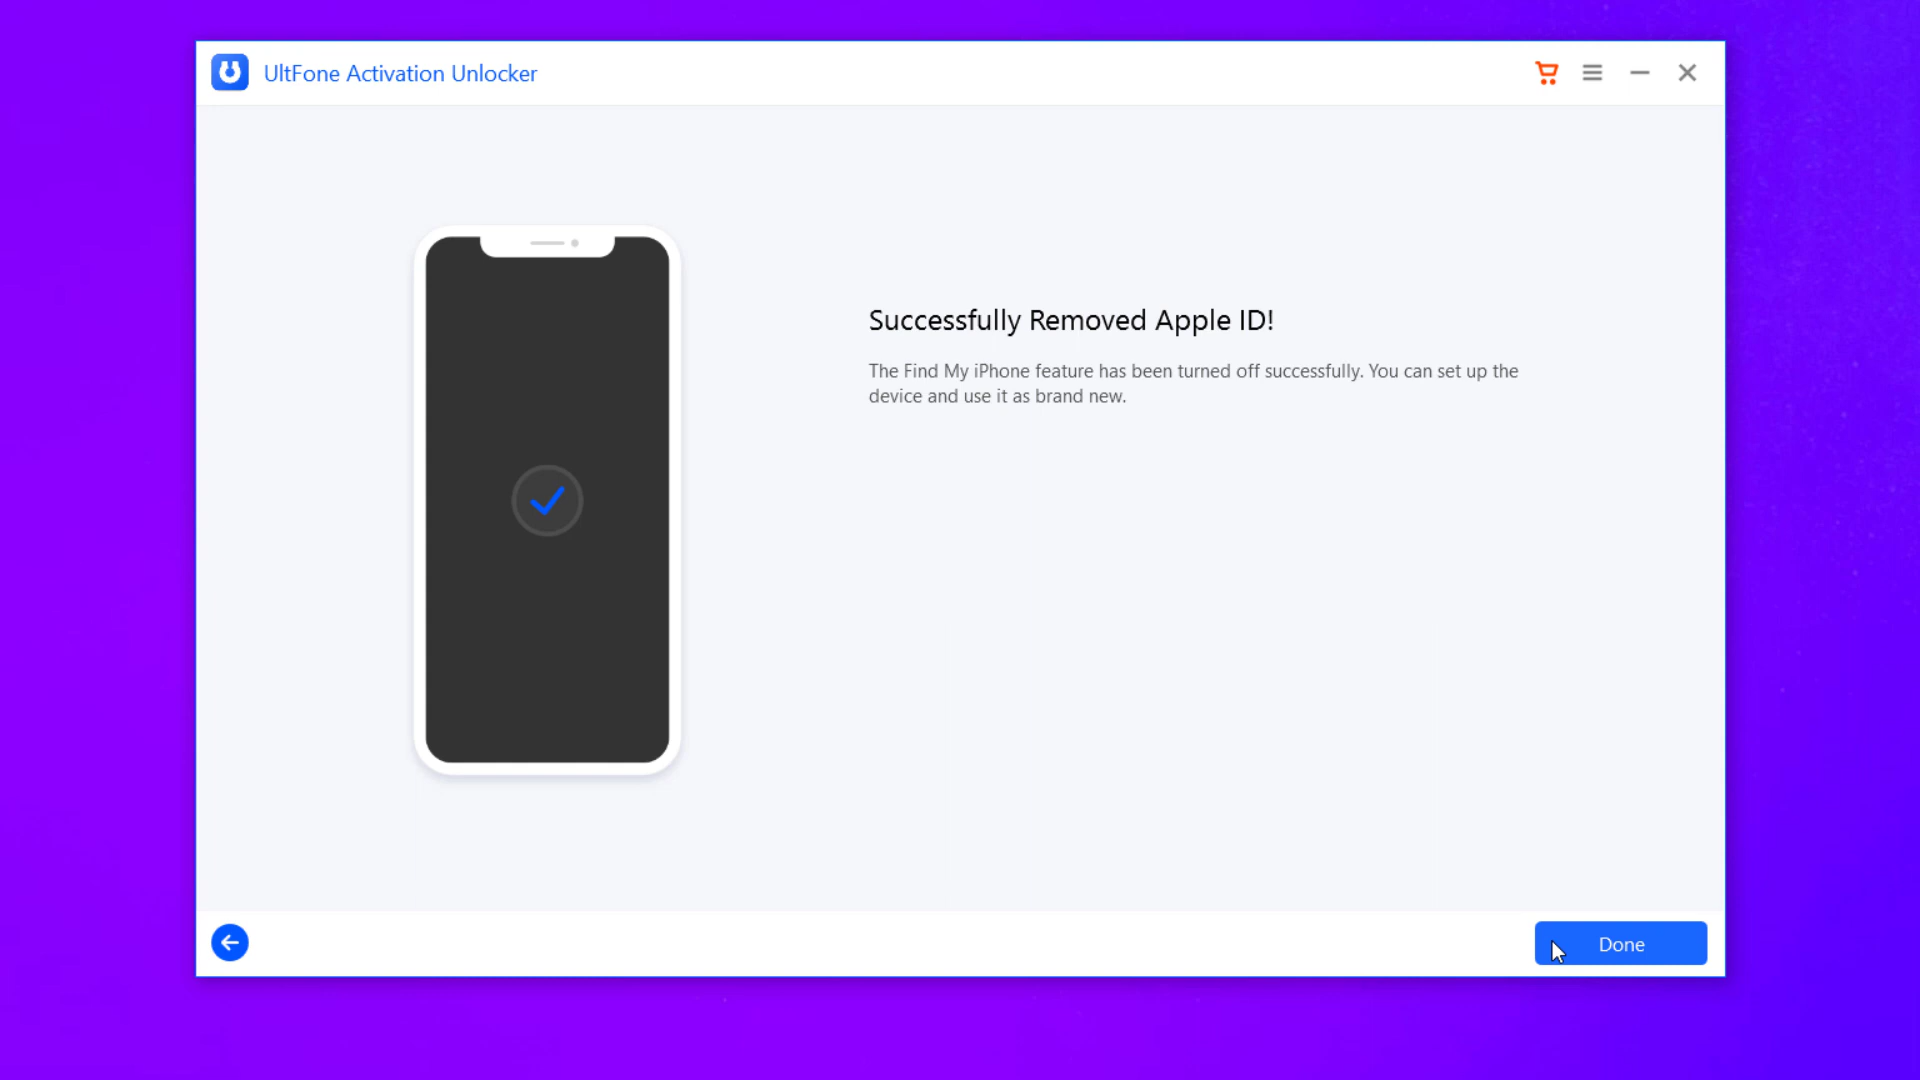 UltFone Activation Unlocker
Successfully Removed Apple ID!
The Find My iPhone feature has been turned off successfully. You can set up the
device and use it as brand new.
Done